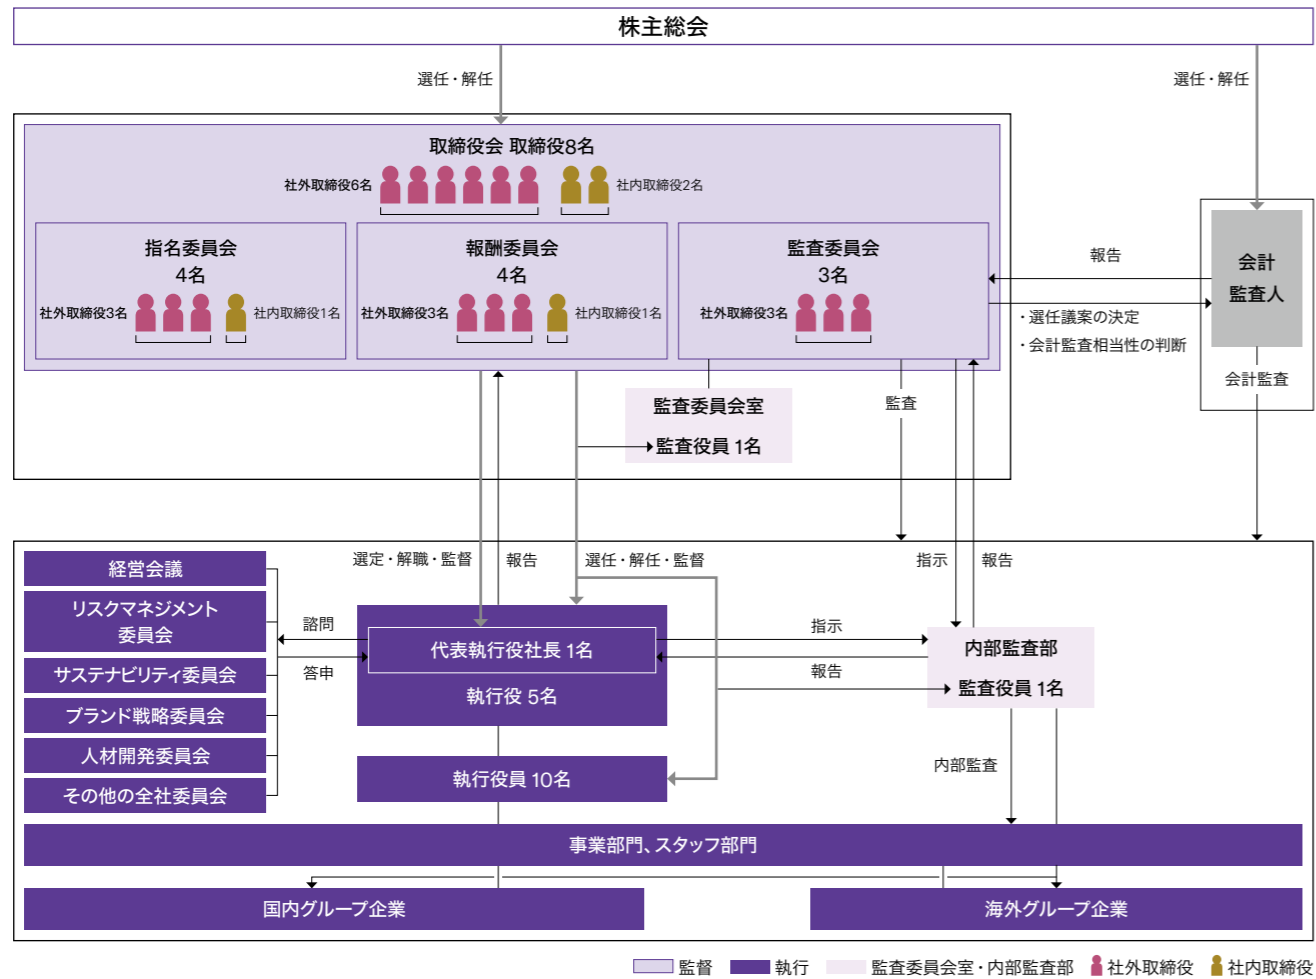 株主総会
選任・解任
選任・解任
取締役会 取締役8名
社外取締役6名
社内取締役2名
指名委員会
4名
社外取締役3名
社内取締役1名
報酬委員会
4名
社外取締役3名
社内取締役1名
監査委員会
3名
社外取締役3名
報告
・選任議案の決定
・会計監査相当性の判断
会計
監査人
会計監査
監査委員会室
監査役員 1名
監査
選定・解職・監督
報告
選任・解任・監督
指示
報告
経営会議
リスクマネジメント
委員会
サステナビリティ委員会
ブランド戦略委員会
人材開発委員会
その他の全社委員会
諮問
答申
代表執行役社長 1名
執行役 5名
執行役員 10名
指示
報告
内部監査部
監査役員 1名
内部監査
事業部門、スタッフ部門
国内グループ企業
海外グループ企業
監督
執行
監査委員会室・内部監査部
社外取締役
社内取締役